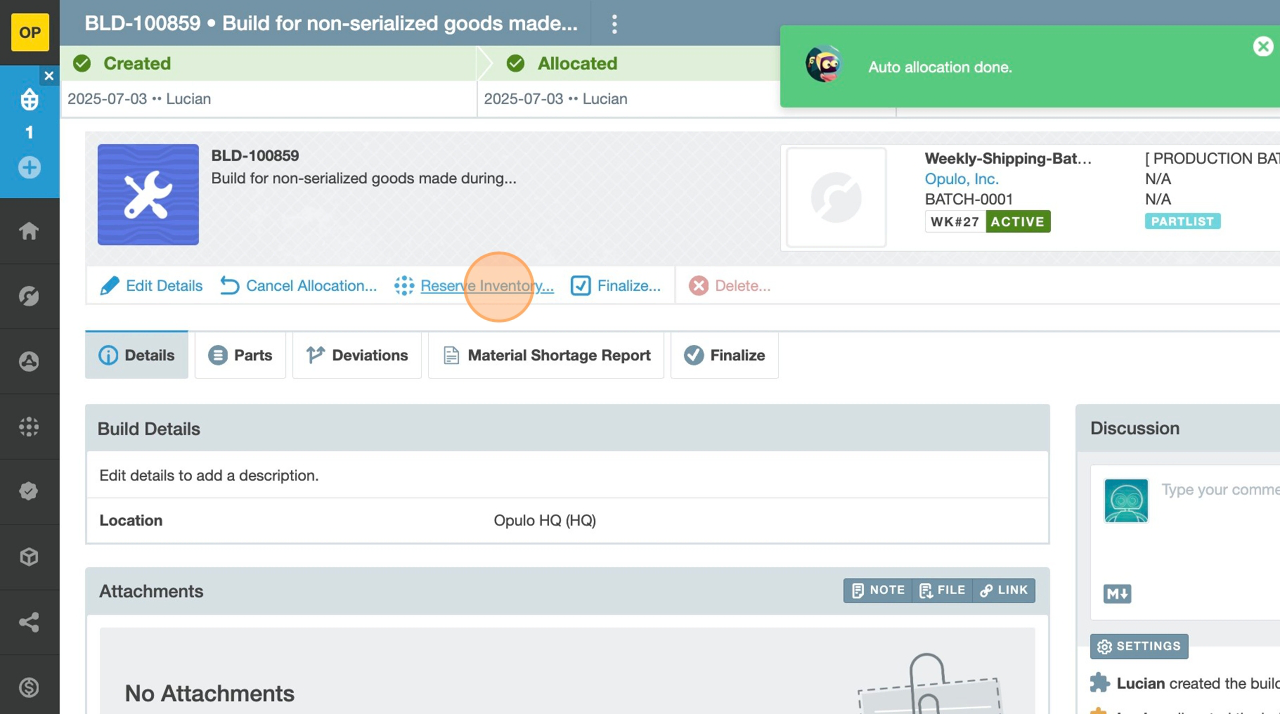 OP
BLD-100859 • Build for non-serialized goods made...
Created
Allocated
Auto allocation done.
2025-07-03 •• Lucian
2025-07-03 •• Lucian
1
BLD-100859
Build for non-serialized goods made during...
Weekly-Shipping-Bat...
Opulo, Inc.
BATCH-0001
WK#27 ACTIVE
[ PRODUCTION BAT
N/A
N/A
PARTLIST
Edit Details
Cancel Allocation...
Reserve Inventory...
Finalize...
Delete...
Details
Parts
Deviations
Material Shortage Report
Finalize
Build Details
Edit details to add a description.
Location
Opulo HQ (HQ)
Discussion
Type your comme
M
SETTINGS
Lucian created the build
Attachments
NOTE
FILE
LINK
No Attachments